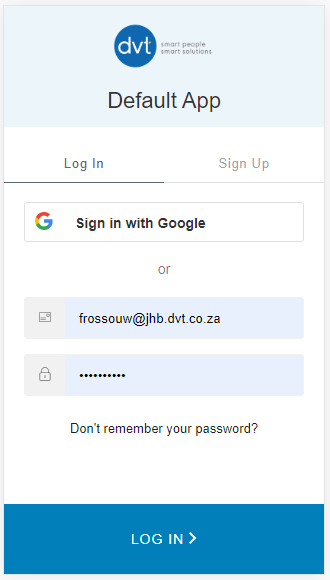 dvt
smart people
smart solutions
Default App
Log In
Sign Up
Sign in with Google
or
frossouw@jhb.dvt.co.za
••••••••••
Don't remember your password?
LOG IN